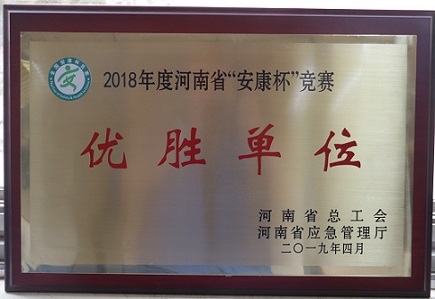 安
2018年度河南省“安康杯”竞赛
优胜单位
河南省总工会
河南省应急管理厅
二〇一九年四月